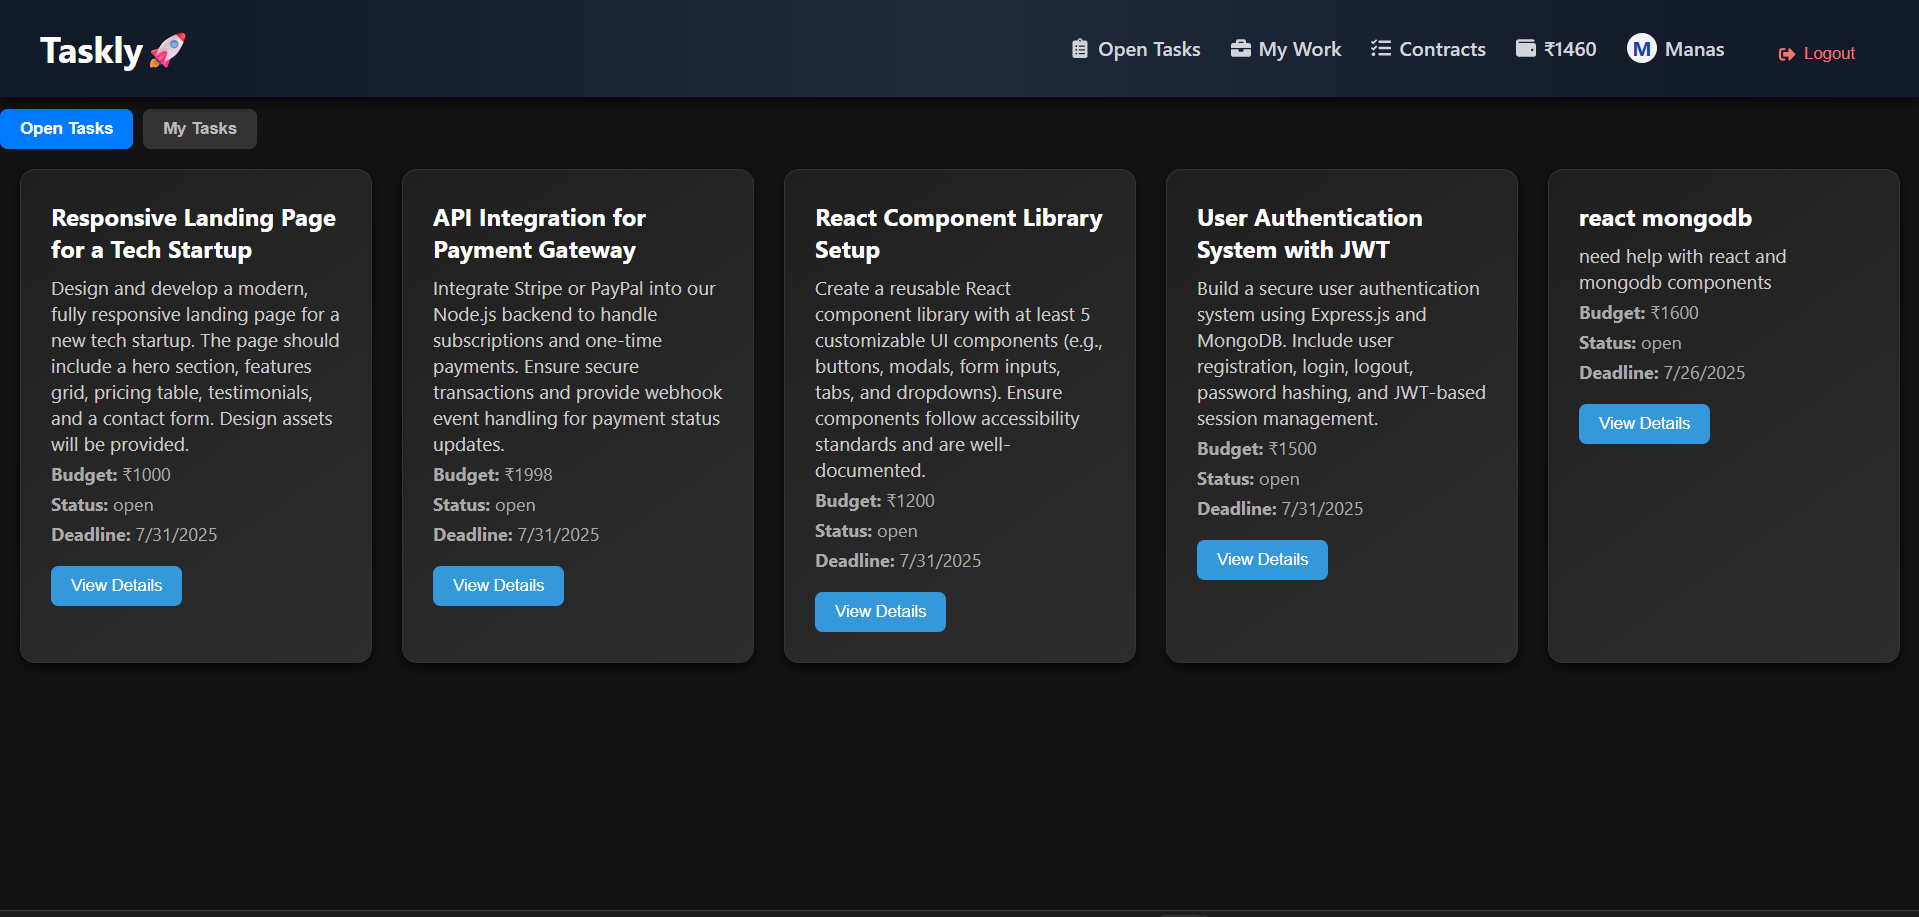 Taskly🚀
Open Tasks
My Work
Contracts
₹1460
M Manas
Logout
Open Tasks
My Tasks
Responsive Landing Page
for a Tech Startup
Design and develop a modern,
fully responsive landing page for a
new tech startup. The page should
include a hero section, features
grid, pricing table, testimonials,
and a contact form. Design assets
will be provided.
Budget: ₹1000
Status: open
Deadline: 7/31/2025
View Details
API Integration for
Payment Gateway
Integrate Stripe or PayPal into our
Node.js backend to handle
subscriptions and one-time
payments. Ensure secure
transactions and provide webhook
event handling for payment status
updates.
Budget: ₹1998
Status: open
Deadline: 7/31/2025
View Details
React Component Library
Setup
Create a reusable React
component library with at least 5
customizable UI components (e.g.,
buttons, modals, form inputs,
tabs, and dropdowns). Ensure
components follow accessibility
standards and are well-
documented.
Budget: ₹1200
Status: open
Deadline: 7/31/2025
View Details
User Authentication
System with JWT
Build a secure user authentication
system using Express.js and
MongoDB. Include user
registration, login, logout,
password hashing, and JWT-based
session management.
Budget: ₹1500
Status: open
Deadline: 7/31/2025
View Details
react mongodb
need help with react and
mongodb components
Budget: ₹1600
Status: open
Deadline: 7/26/2025
View Details